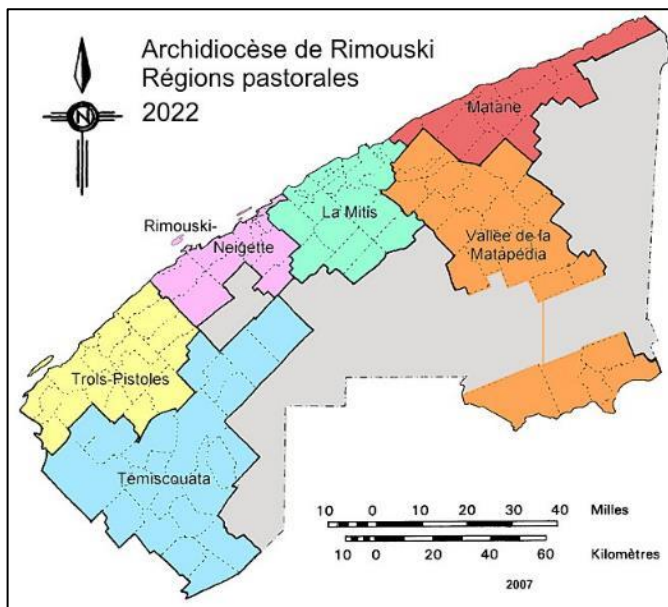 Archidiocèse de Rimouski
Régions pastorales
2022
N
Matane
La Mitis
Rimouski-
Neigette
Vallée de la
Matapédia
Trois-Pistoles
Témiscouata
10 0 10 20 30 40 Milles
10 0 20 40 60 Kilomètres
2007